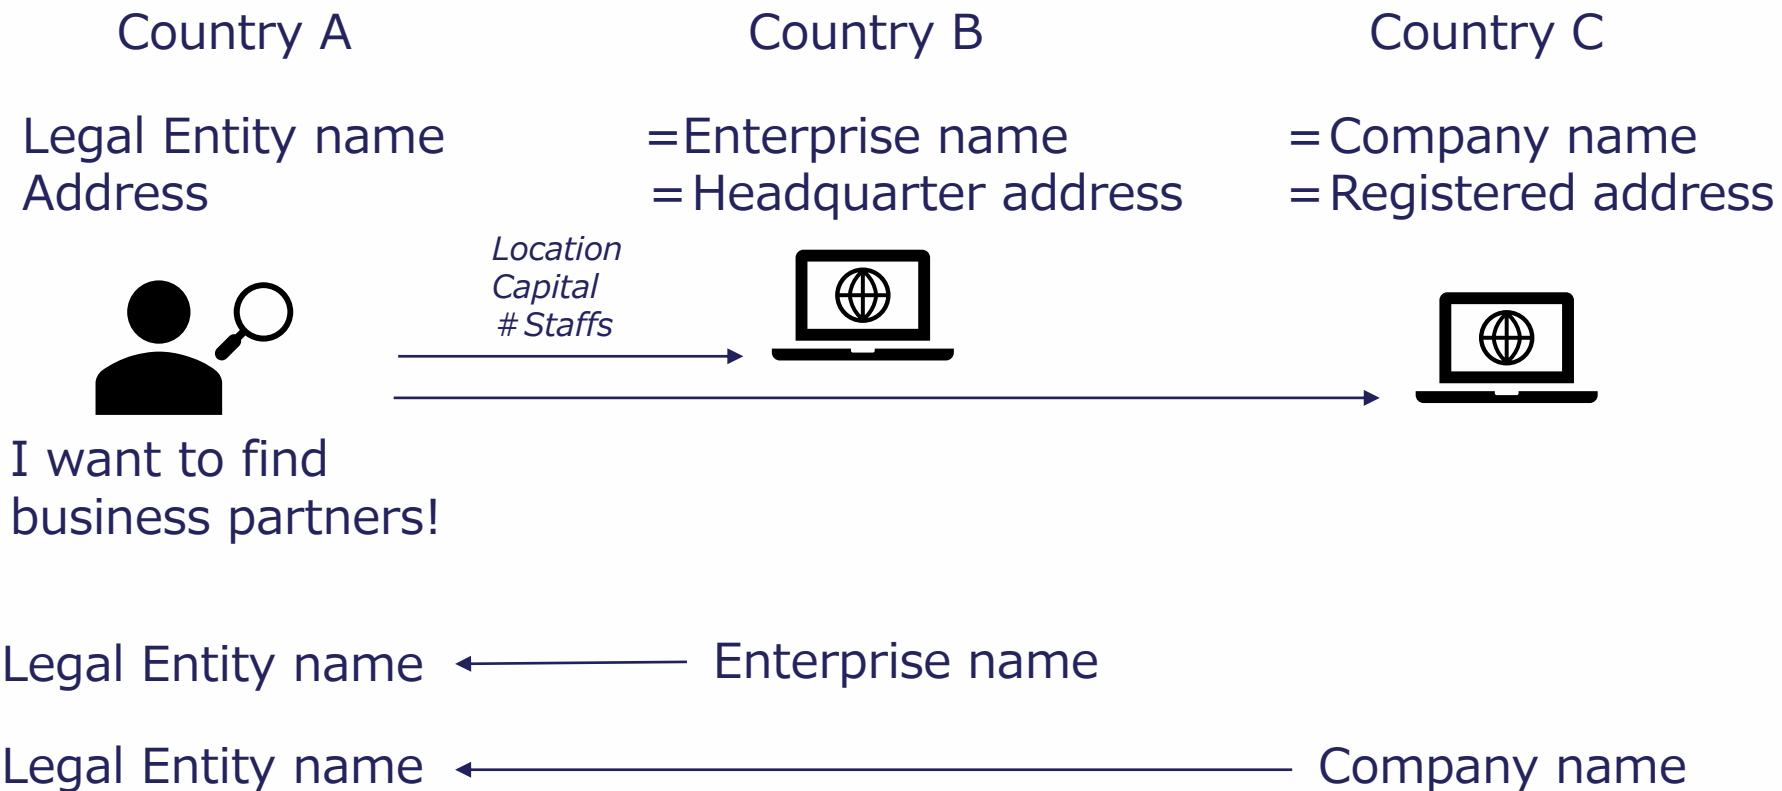 Country A
Country B
Country C
Legal Entity name
=Enterprise name
=Company name
Address
=Headquarter address
=Registered address
Location
Capital
#Staffs
I want to find
business partners!
Legal Entity name
Enterprise name
Legal Entity name
Company name